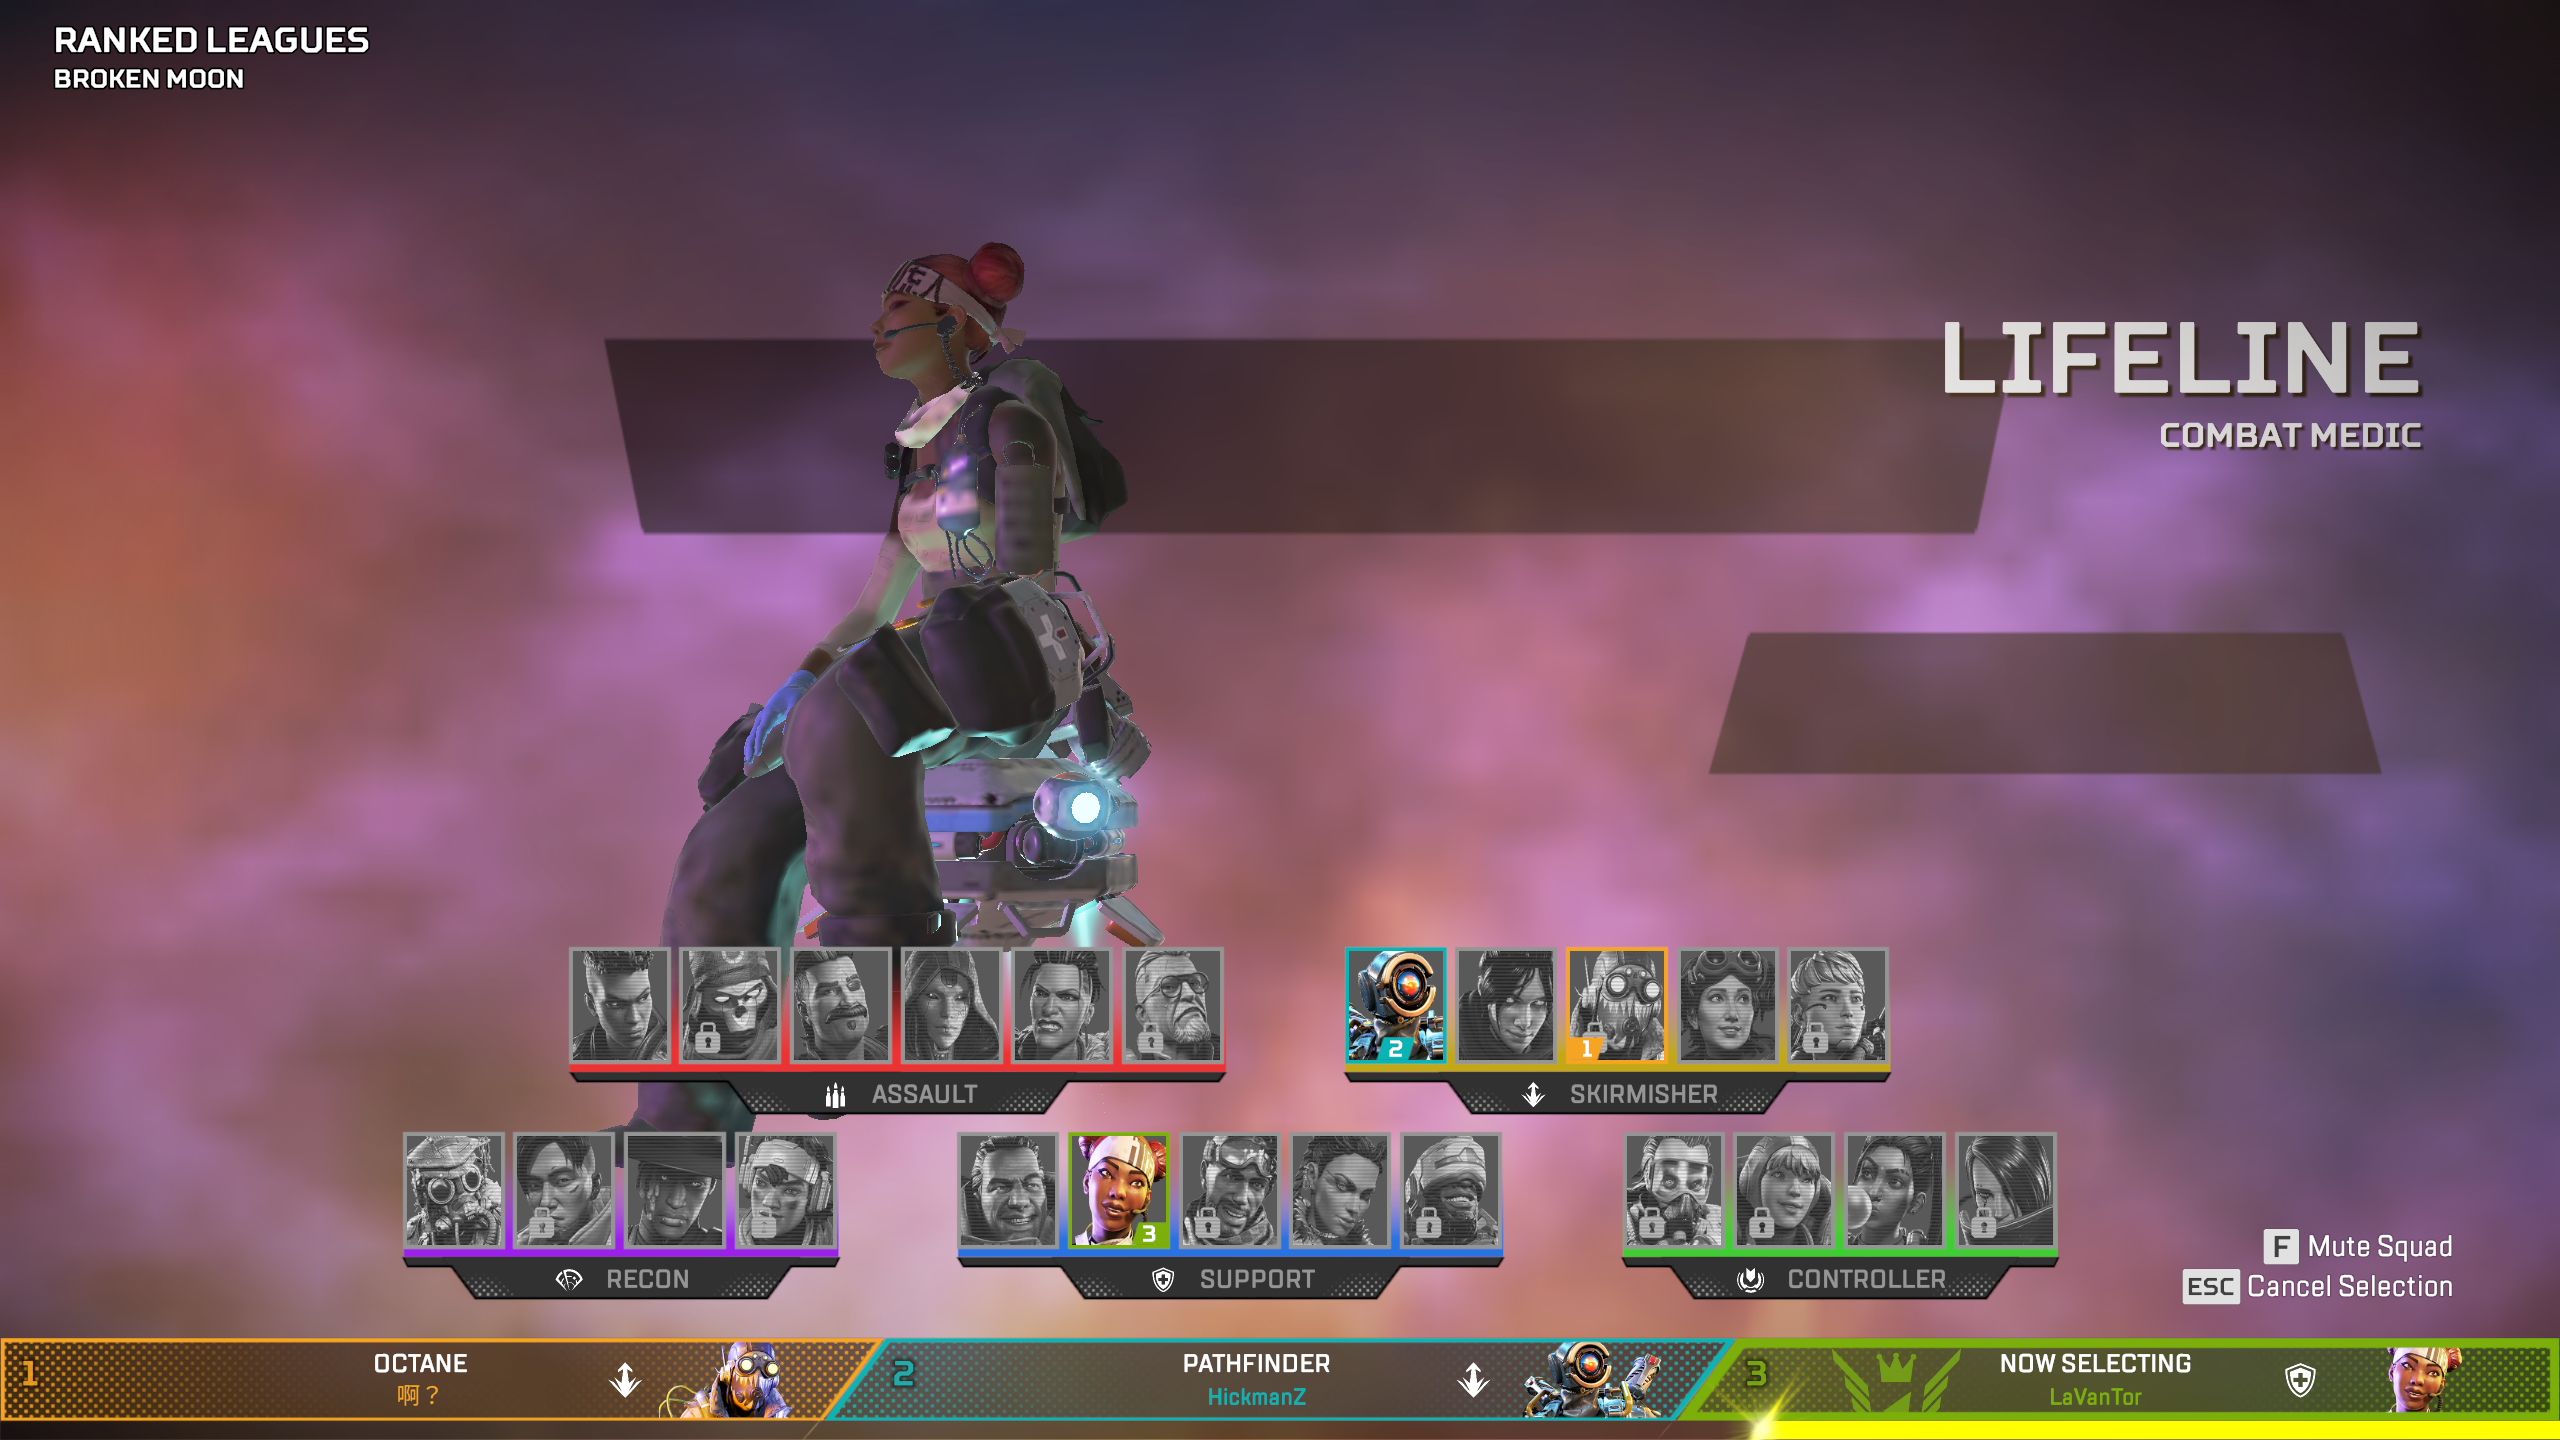 RANKED LEAGUES
BROKEN MOON
LIFELINE
COMBAT MEDIC
2
1
ASSAULT
SKIRMISHER
3
RECON
SUPPORT
CONTROLLER
F Mute Squad
ESC Cancel Selection
1
OCTANE
啊？
2
PATHFINDER
HickmanZ
3
NOW SELECTING
LaVanTor